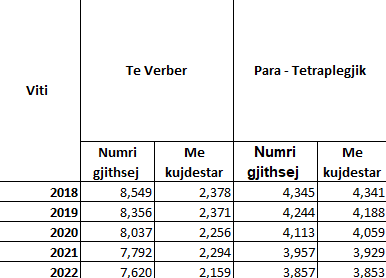 Viti Te Verber Para - Tetraplegjik
Numri gjithsej Me kujdestar Numri gjithsej Me kujdestar
2018 8,549 2,378 4,345 4,341
2019 8,356 2,371 4,244 4,188
2020 8,037 2,256 4,113 4,059
2021 7,792 2,294 3,957 3,929
2022 7,620 2,159 3,857 3,855